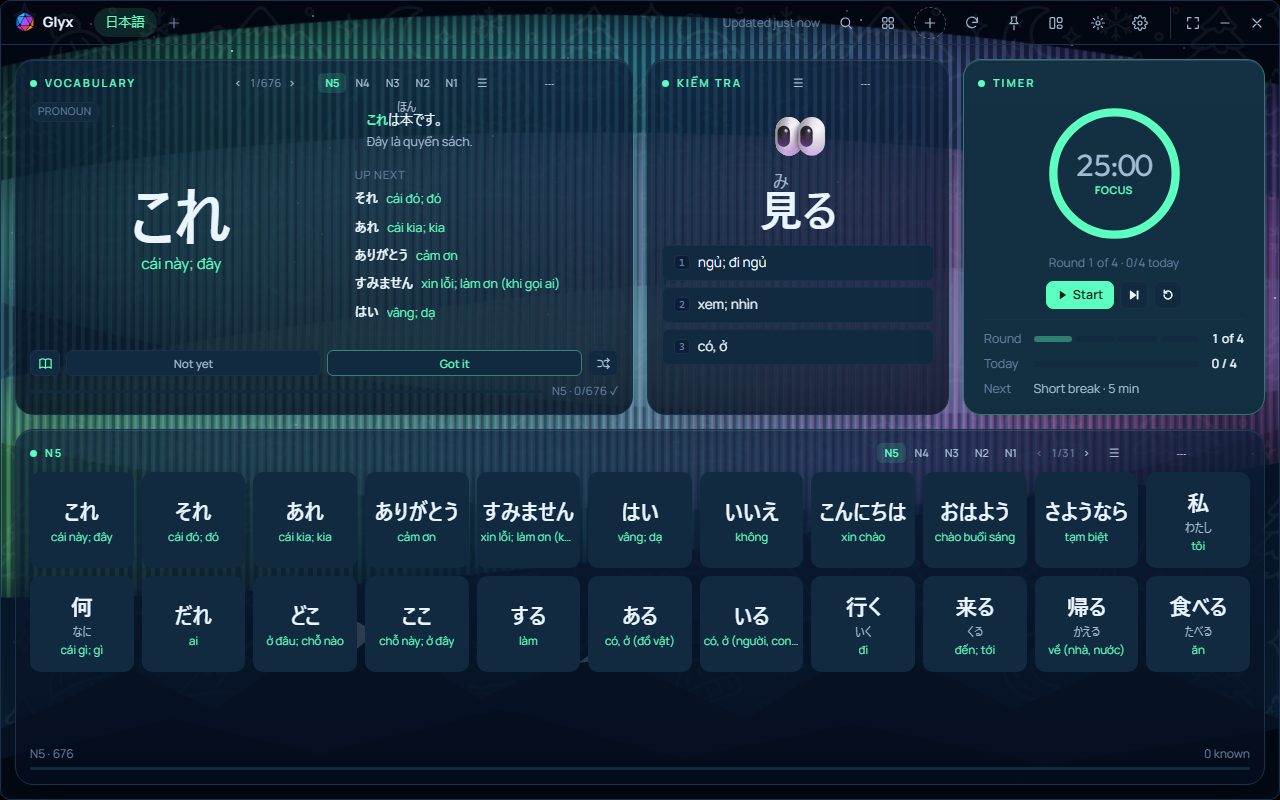 Glyx
日本語
Updated just now
VOCABULARY
1/676
N5 N4 N3 N2 N1
PRONOUN
これ
cái này; đây
ほん
これは本です。
Đây là quyển sách.
UP NEXT
それ cái đó; đó
あれ cái kia; kia
ありがとう cảm ơn
すみません xin lỗi; làm ơn (khi gọi ai)
はい vâng; dạ
Not yet
Got it
N5 · 0/676 ✓
KIỂM TRA
み
見る
1 ngủ; đi ngủ
2 xem; nhìn
3 có, ở
TIMER
25:00
FOCUS
Round 1 of 4 · 0/4 today
Start
Round 1 of 4
Today 0 / 4
Next Short break · 5 min
N5
N5 N4 N3 N2 N1
1/31
これ
cái này; đây
それ
cái đó; đó
あれ
cái kia; kia
ありがとう
cảm ơn
すみません
xin lỗi; làm ơn (k...
はい
vâng; dạ
いいえ
không
こんにちは
xin chào
おはよう
chào buổi sáng
さようなら
tạm biệt
私
わたし
tôi
何
なに
cái gì; gì
だれ
ai
どこ
ở đâu; chỗ nào
ここ
chỗ này; ở đây
する
làm
ある
có, ở (đồ vật)
いる
có, ở (người, con...
行く
いく
đi
来る
くる
đến; tới
帰る
かえる
về (nhà, nước)
食べる
たべる
ăn
N5 · 676
0 known